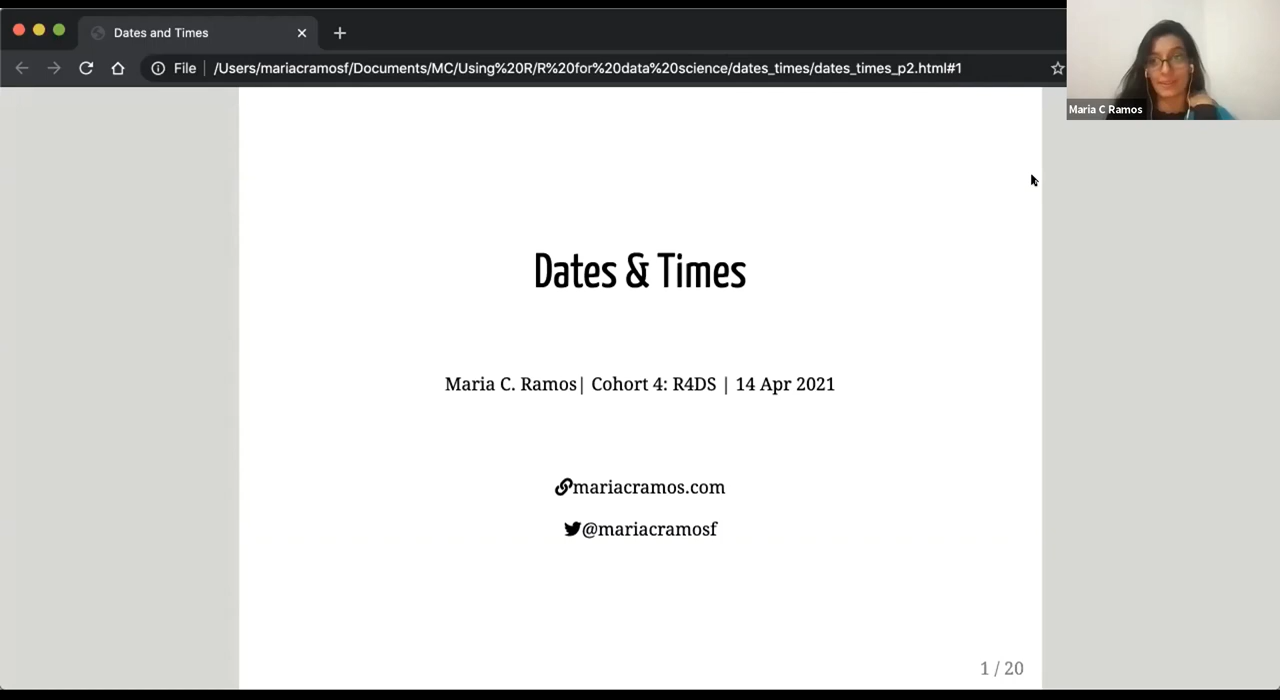 Dates and Times
File
/Users/mariacramosf/Documents/MC/Using%20R/R%20for%20data%20science/dates_times/dates_times_p2.html#1
Maria C Ramos
Dates & Times
Maria C. Ramos| Cohort 4: R4DS | 14 Apr 2021
mariacramos.com
@mariacramosf
1 / 20